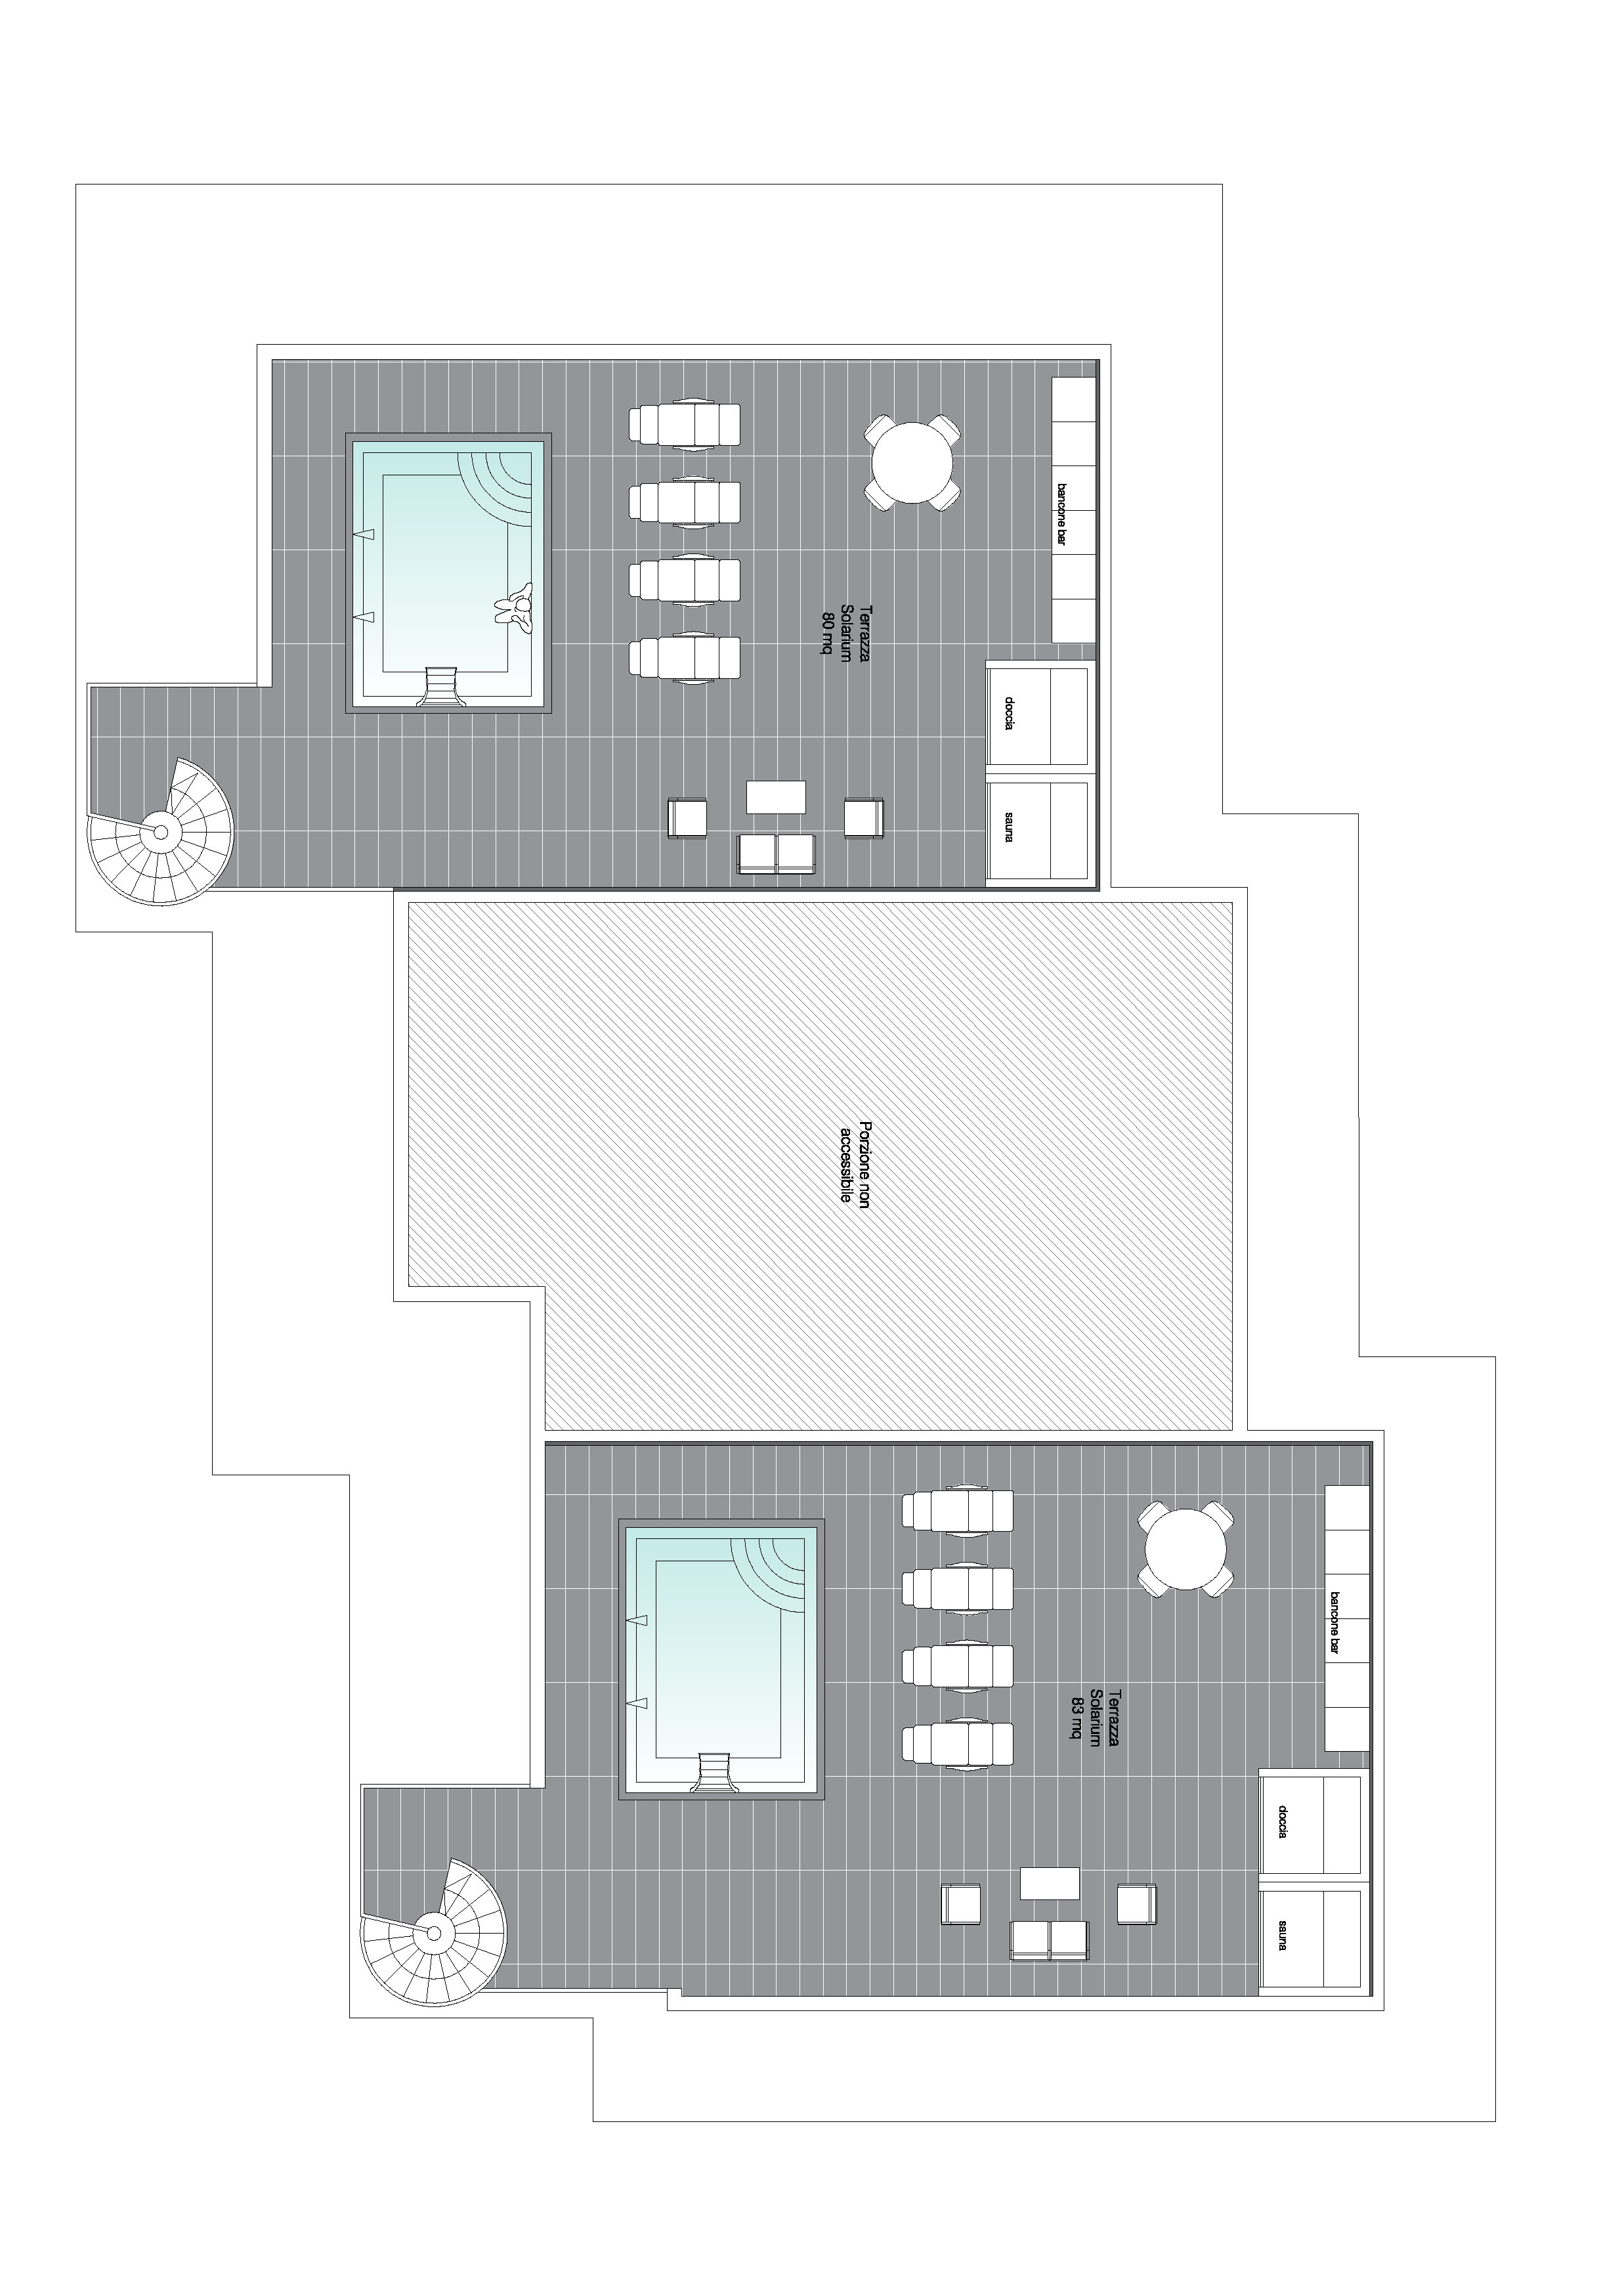 bancone bar
Terrazza
Solarium
80 mq
doccia
sauna
Porzione non
accessibile
bancone bar
Terrazza
Solarium
83 mq
doccia
sauna